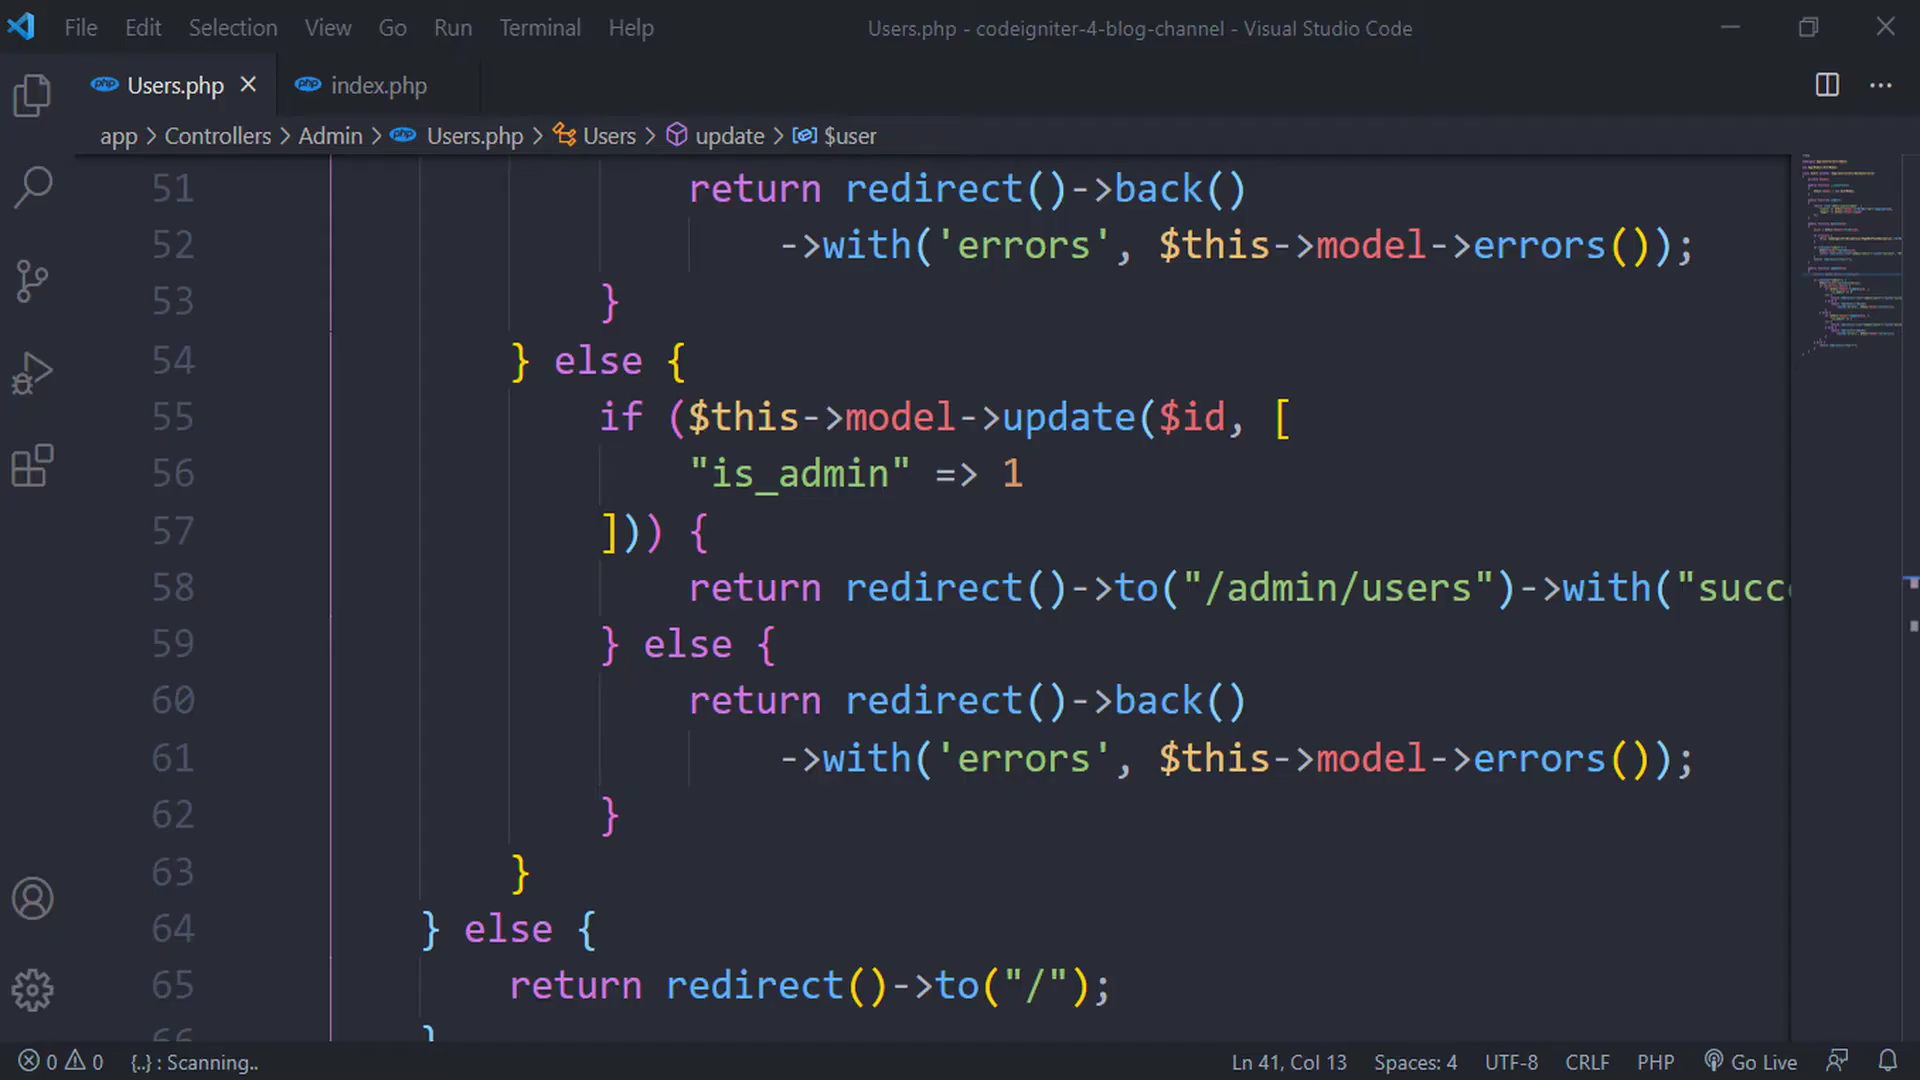 File Edit Selection View Go Run Terminal Help Users.php - codeigniter-4-blog-channel - Visual Studio Code
Users.php index.php
app > Controllers > Admin > Users.php > Users > update > $user
51 return redirect()->back()
52 ->with('errors', $this->model->errors());
53 }
54 } else {
55 if ($this->model->update($id, [
56 "is_admin" => 1
57 ])) {
58 return redirect()->to("/admin/users")->with("succ
59 } else {
60 return redirect()->back()
61 ->with('errors', $this->model->errors());
62 }
63 }
64 } else {
65 return redirect()->to("/");
66 }
0 0 {..} : Scanning.. Ln 41, Col 13 Spaces: 4 UTF-8 CRLF PHP Go Live